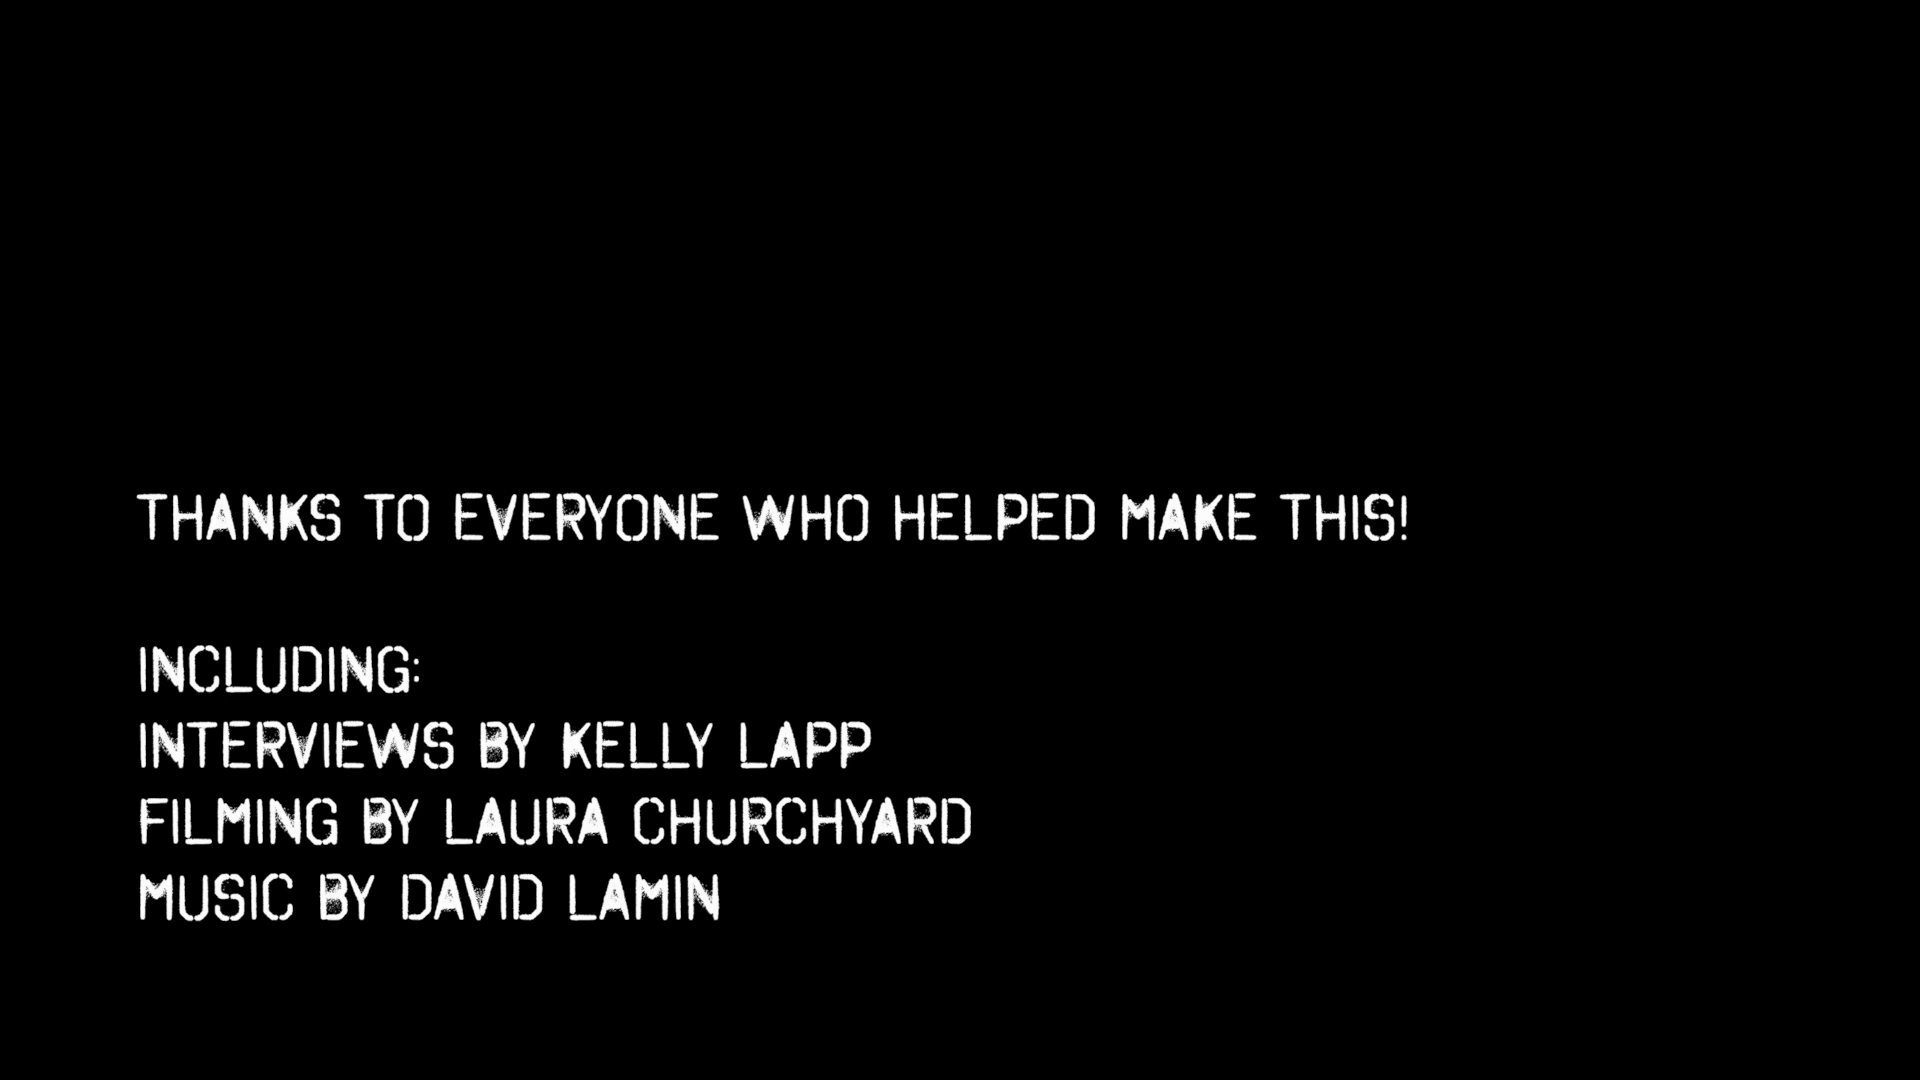 THANKS TO EVERYONE WHO HELPED MAKE THIS!
INCLUDING:
INTERVIEWS BY KELLY LAPP
FILMING BY LAURA CHURCHYARD
MUSIC BY DAVID LAMIN